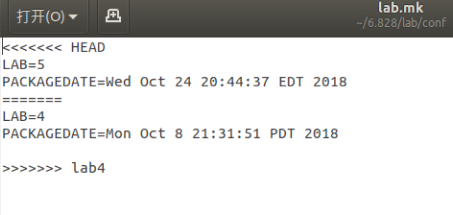 打开(O)
lab.mk
~/6.828/lab/conf
<<<<<<< HEAD
LAB=5
PACKAGEDATE=Wed Oct 24 20:44:37 EDT 2018
=======
LAB=4
PACKAGEDATE=Mon Oct 8 21:31:51 PDT 2018
>>>>>>> lab4